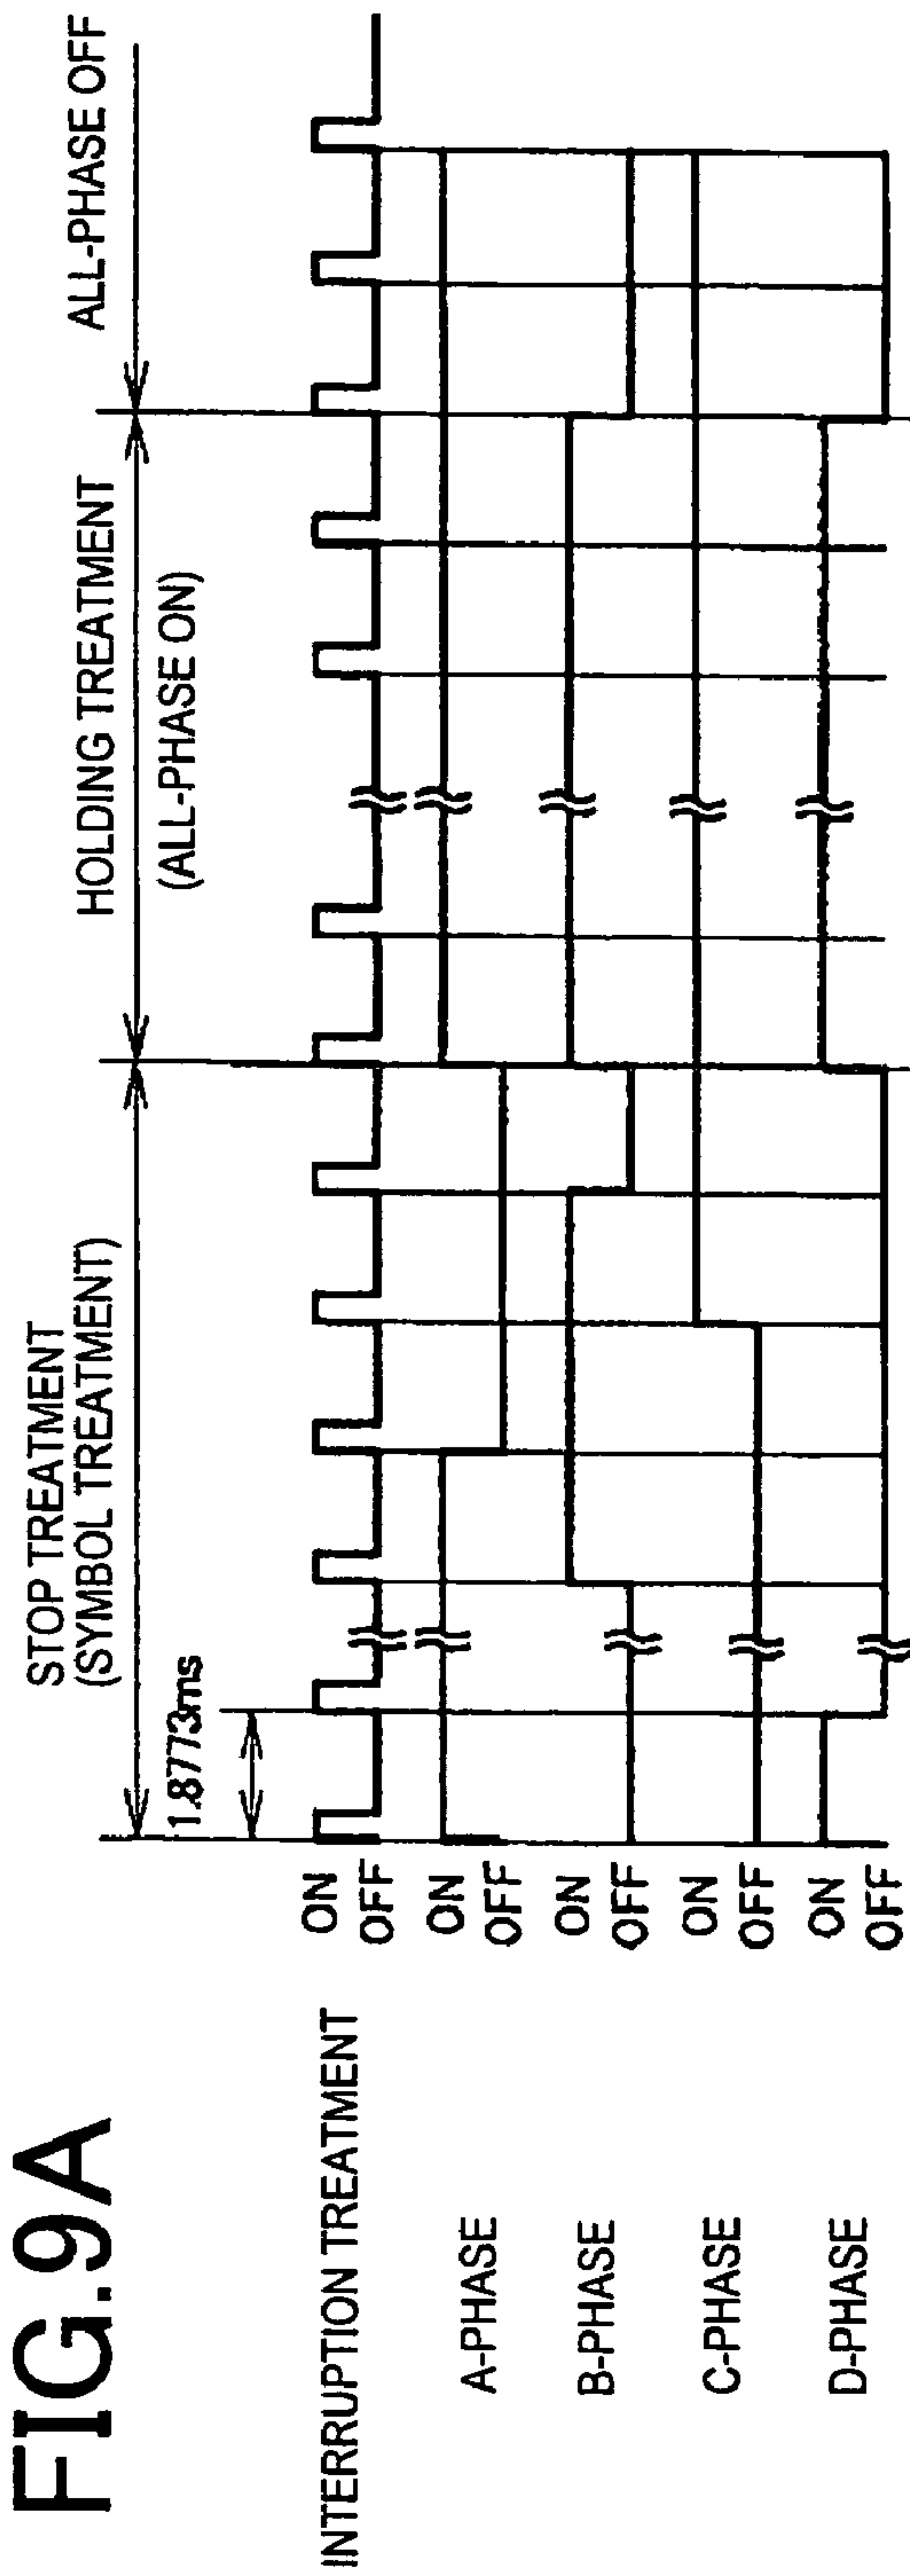 FIG.9A
STOP TREATMENT
(SYMBOL TREATMENT)
HOLDING TREATMENT
(ALL-PHASE ON)
ALL-PHASE OFF
1.8773ms
INTERRUPTION TREATMENT
ON
OFF
A-PHASE
ON
OFF
B-PHASE
ON
OFF
C-PHASE
ON
OFF
D-PHASE
ON
OFF